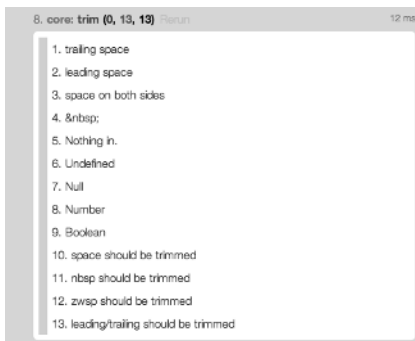 8. core: trim (0, 13, 13) Rerun 12 ms
1. trailing space
2. leading space
3. space on both sides
4. &nbsp;
5. Nothing in.
6. Undefined
7. Null
8. Number
9. Boolean
10. space should be trimmed
11. nbsp should be trimmed
12. zwsp should be trimmed
13. leading/trailing should be trimmed